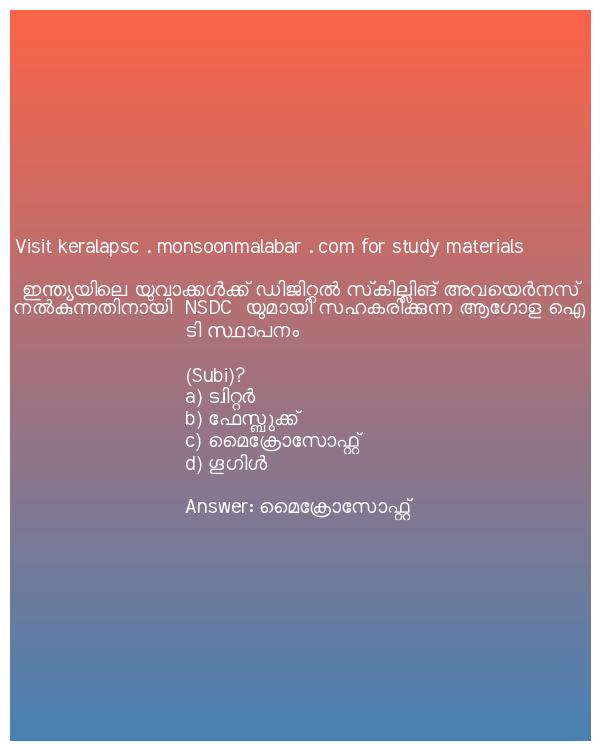 Visit keralapsc . monsoonmalabar . com for study materials
ഇന്ത്യയിലെ യുവാക്കൾക്ക് ഡിജിറ്റൽ സ്കില്ലിങ് അവയെർനസ്
നൽകുന്നതിനായി NSDC യുമായി സഹകരിക്കുന്ന ആഗോള ഐ
ടി സ്ഥാപനം
(Subi)?
a) ട്വിറ്റർ
b) ഫേസ്ബുക്ക്
c) മൈക്രോസോഫ്റ്റ്
d) ഗൂഗിൾ
Answer: മൈക്രോസോഫ്റ്റ്